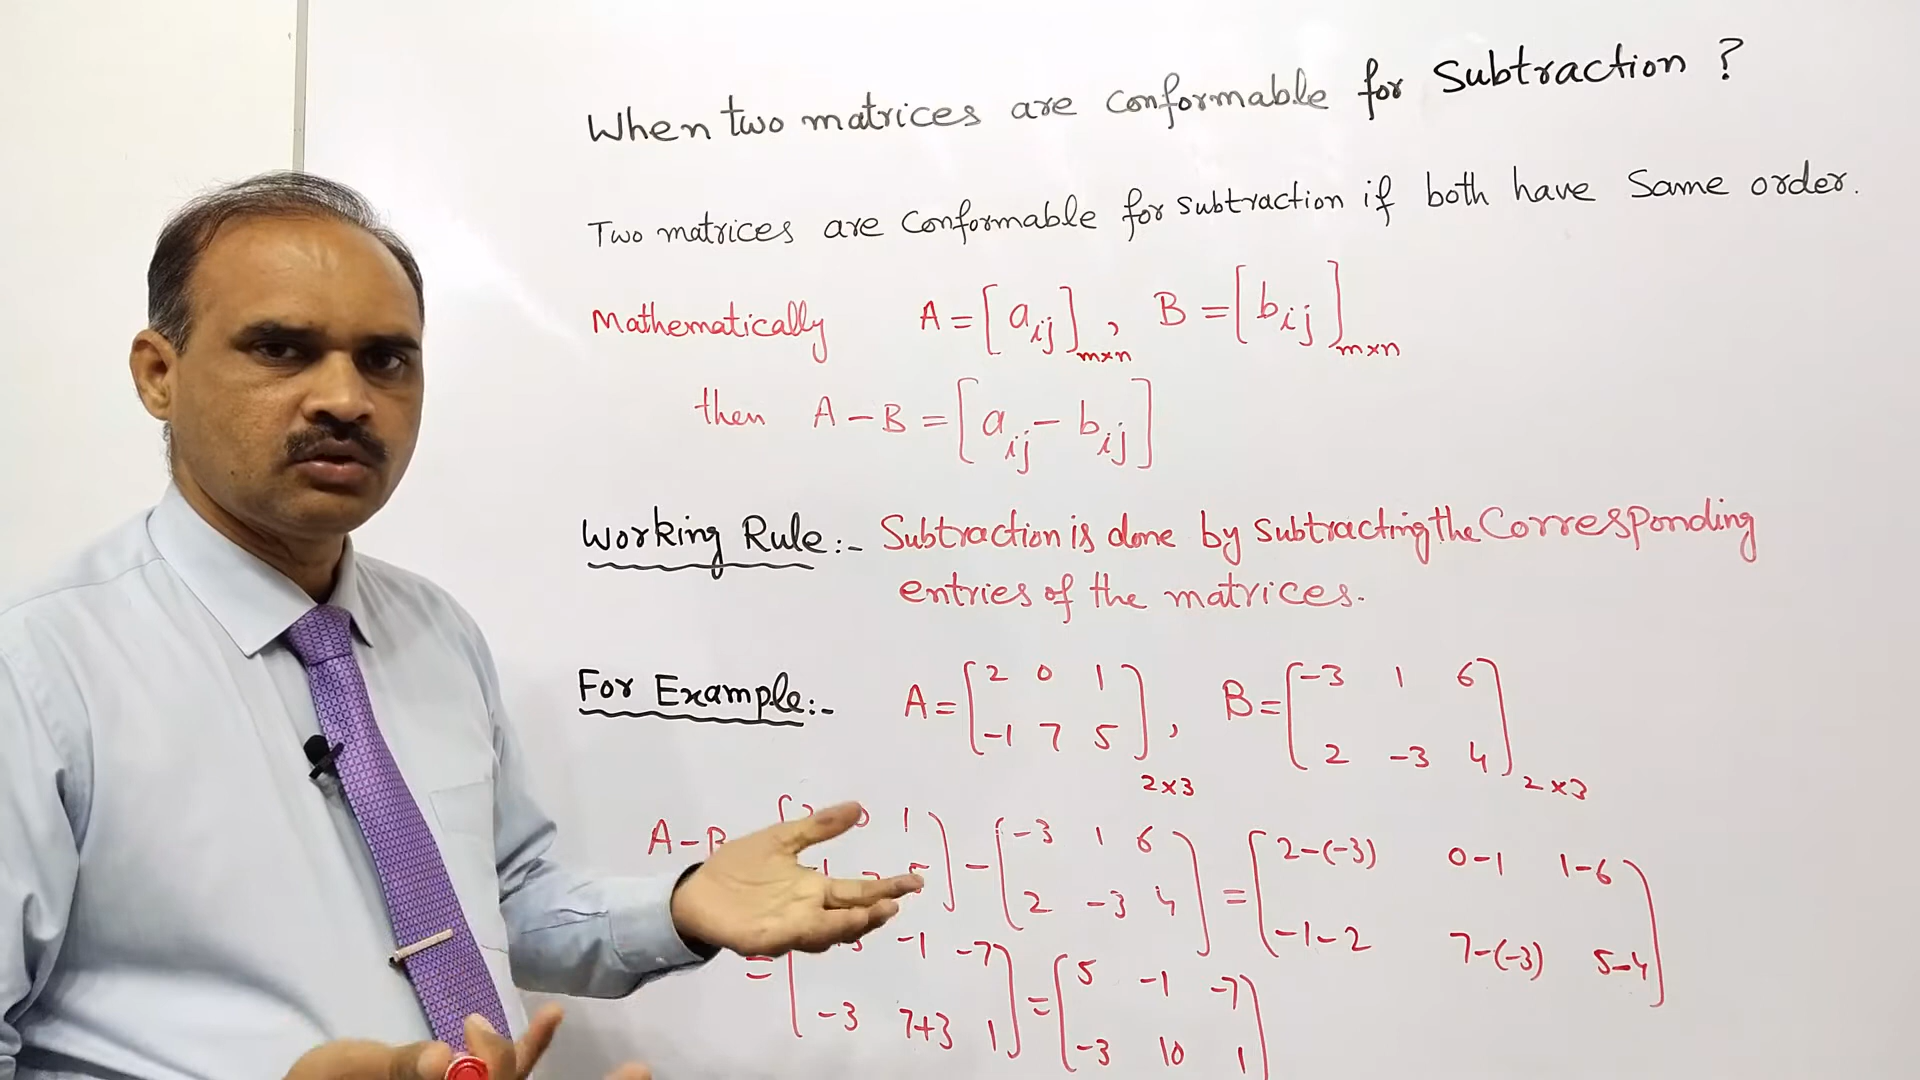 When two matrices are conformable for Subtraction ?
Two matrices are conformable for subtraction if both have Same order.
Mathematically A = [aij]m×n, B = [bij]m×n
then A - B = [aij - bij]
Working Rule:- Subtraction is done by subtracting the Corresponding
entries of the matrices.
For Example:- A = [2 0 1
-1 7 5]2×3, B = [-3 1 6
2 -3 4]2×3
A-B 1] - [-3 1 6
2 -3 4] = [2-(-3) 0-1 1-6
-1-2 7-(-3) 5-4]
= [ -1 -7
-3 7+3 1] = [5 -1 -7
-3 10 1]